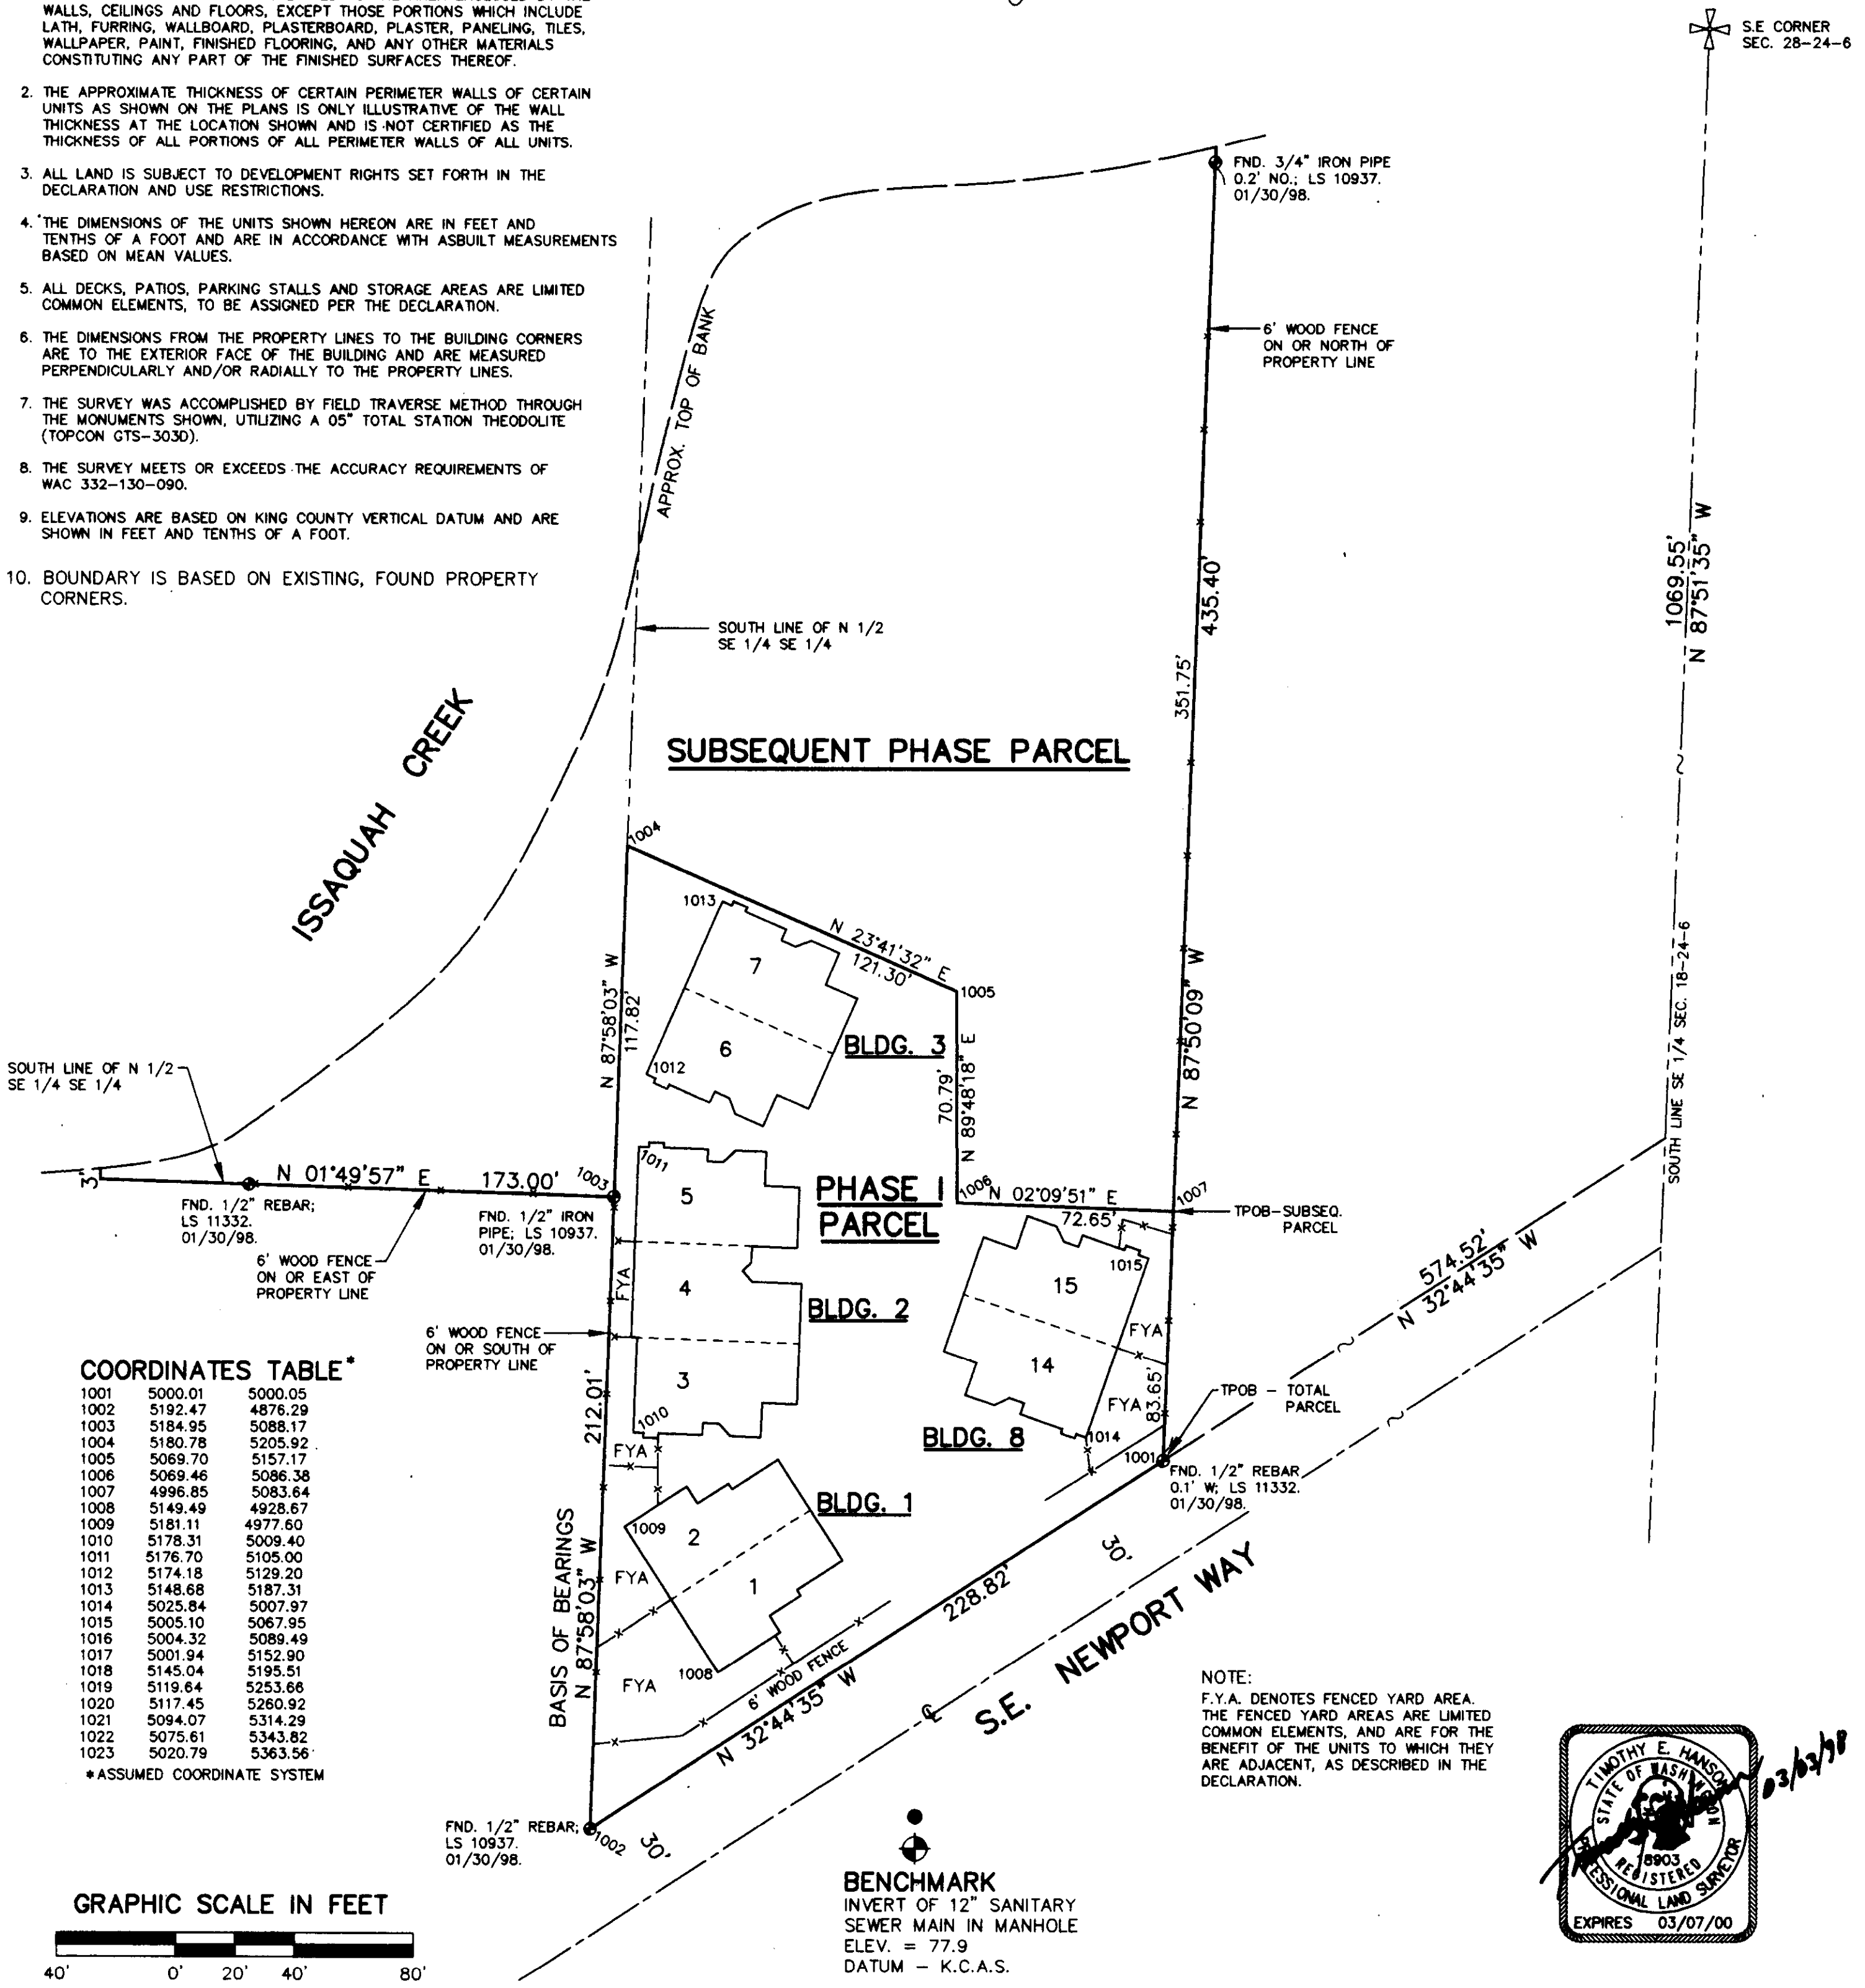 WALLS, CEILINGS AND FLOORS, EXCEPT THOSE PORTIONS WHICH INCLUDE
LATH, FURRING, WALLBOARD, PLASTERBOARD, PLASTER, PANELING, TILES,
WALLPAPER, PAINT, FINISHED FLOORING, AND ANY OTHER MATERIALS
CONSTITUTING ANY PART OF THE FINISHED SURFACES THEREOF.
2. THE APPROXIMATE THICKNESS OF CERTAIN PERIMETER WALLS OF CERTAIN
UNITS AS SHOWN ON THE PLANS IS ONLY ILLUSTRATIVE OF THE WALL
THICKNESS AT THE LOCATION SHOWN AND IS NOT CERTIFIED AS THE
THICKNESS OF ALL PORTIONS OF ALL PERIMETER WALLS OF ALL UNITS.
3. ALL LAND IS SUBJECT TO DEVELOPMENT RIGHTS SET FORTH IN THE
DECLARATION AND USE RESTRICTIONS.
4. THE DIMENSIONS OF THE UNITS SHOWN HEREON ARE IN FEET AND
TENTHS OF A FOOT AND ARE IN ACCORDANCE WITH ASBUILT MEASUREMENTS
BASED ON MEAN VALUES.
5. ALL DECKS, PATIOS, PARKING STALLS AND STORAGE AREAS ARE LIMITED
COMMON ELEMENTS, TO BE ASSIGNED PER THE DECLARATION.
6. THE DIMENSIONS FROM THE PROPERTY LINES TO THE BUILDING CORNERS
ARE TO THE EXTERIOR FACE OF THE BUILDING AND ARE MEASURED
PERPENDICULARLY AND/OR RADIALLY TO THE PROPERTY LINES.
7. THE SURVEY WAS ACCOMPLISHED BY FIELD TRAVERSE METHOD THROUGH
THE MONUMENTS SHOWN, UTILIZING A 05" TOTAL STATION THEODOLITE
(TOPCON GTS-303D).
8. THE SURVEY MEETS OR EXCEEDS THE ACCURACY REQUIREMENTS OF
WAC 332-130-090.
9. ELEVATIONS ARE BASED ON KING COUNTY VERTICAL DATUM AND ARE
SHOWN IN FEET AND TENTHS OF A FOOT.
10. BOUNDARY IS BASED ON EXISTING, FOUND PROPERTY
CORNERS.
S.E CORNER
SEC. 28-24-6
FND. 3/4" IRON PIPE
0.2' NO.; LS 10937.
01/30/98.
6' WOOD FENCE
ON OR NORTH OF
PROPERTY LINE
APPROX. TOP OF BANK
435.40'
351.75'
N 87°50'09" W
1069.55'
N 87°51'35" W
SOUTH LINE SE 1/4 SEC. 18-24-6
SOUTH LINE OF N 1/2
SE 1/4 SE 1/4
SUBSEQUENT PHASE PARCEL
ISSAQUAH CREEK
1004
1013
7
N 23°41'32" E
121.30'
1005
N 87°58'03" W
117.82'
6
BLDG. 3
1012
70.79'
N 89°48'18" E
SOUTH LINE OF N 1/2
SE 1/4 SE 1/4
3'
N 01°49'57" E
173.00'
1003
FND. 1/2" REBAR;
LS 11332.
01/30/98.
FND. 1/2" IRON
PIPE; LS 10937.
01/30/98.
6' WOOD FENCE
ON OR EAST OF
PROPERTY LINE
1011
5
PHASE I
PARCEL
1006
N 02°09'51" E
72.65'
1007
TPOB-SUBSEQ.
PARCEL
FYA
4
BLDG. 2
1015
15
FYA
574.52'
N 32°44'35" W
6' WOOD FENCE
ON OR SOUTH OF
PROPERTY LINE
3
1010
212.01'
14
FYA
83.65'
TPOB - TOTAL
PARCEL
BLDG. 8
1014
1001
FND. 1/2" REBAR
0.1' W; LS 11332.
01/30/98.
FYA
BLDG. 1
1009
2
1
FYA
BASIS OF BEARINGS
N 87°58'03" W
FYA
1008
6' WOOD FENCE
228.82'
N 32°44'35" W
30'
S.E. NEWPORT WAY
FND. 1/2" REBAR;
LS 10937.
01/30/98.
1002
30'
COORDINATES TABLE*
1001 5000.01 5000.05
1002 5192.47 4876.29
1003 5184.95 5088.17
1004 5180.78 5205.92
1005 5069.70 5157.17
1006 5069.46 5086.38
1007 4996.85 5083.64
1008 5149.49 4928.67
1009 5181.11 4977.60
1010 5178.31 5009.40
1011 5176.70 5105.00
1012 5174.18 5129.20
1013 5148.68 5187.31
1014 5025.84 5007.97
1015 5005.10 5067.95
1016 5004.32 5089.49
1017 5001.94 5152.90
1018 5145.04 5195.51
1019 5119.64 5253.66
1020 5117.45 5260.92
1021 5094.07 5314.29
1022 5075.61 5343.82
1023 5020.79 5363.56
*ASSUMED COORDINATE SYSTEM
GRAPHIC SCALE IN FEET
40' 0' 20' 40' 80'
BENCHMARK
INVERT OF 12" SANITARY
SEWER MAIN IN MANHOLE
ELEV. = 77.9
DATUM - K.C.A.S.
NOTE:
F.Y.A. DENOTES FENCED YARD AREA.
THE FENCED YARD AREAS ARE LIMITED
COMMON ELEMENTS, AND ARE FOR THE
BENEFIT OF THE UNITS TO WHICH THEY
ARE ADJACENT, AS DESCRIBED IN THE
DECLARATION.
TIMOTHY E. HANSON
STATE OF WASHINGTON
18903
REGISTERED
PROFESSIONAL LAND SURVEYOR
EXPIRES 03/07/00
03/03/98